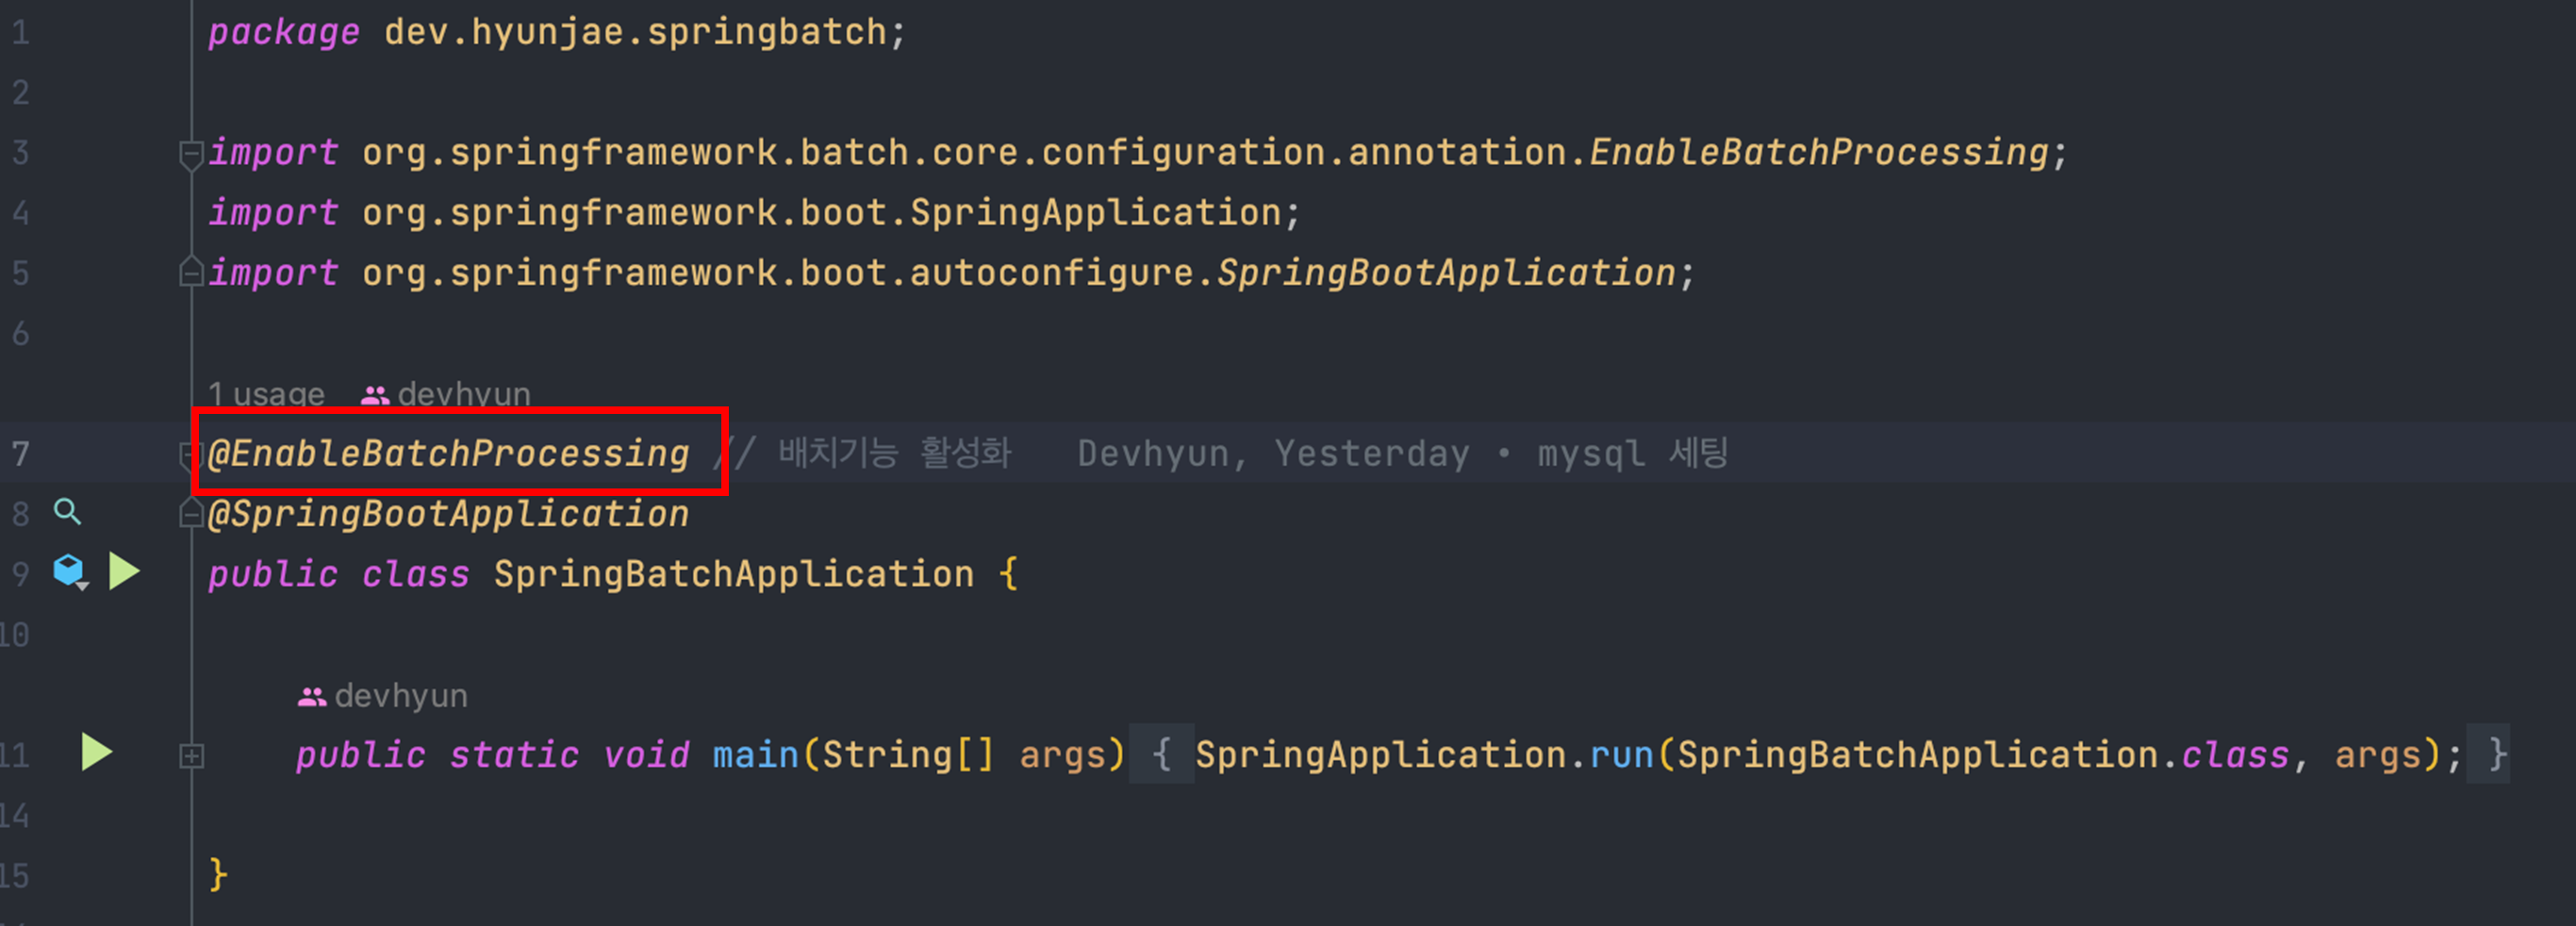 1 package dev.hyunjae.springbatch;
2
3 import org.springframework.batch.core.configuration.annotation.EnableBatchProcessing;
4 import org.springframework.boot.SpringApplication;
5 import org.springframework.boot.autoconfigure.SpringBootApplication;
6
1 usage devhyun
7 @EnableBatchProcessing // 배치기능 활성화 Devhyun, Yesterday • mysql 세팅
8 @SpringBootApplication
9 public class SpringBatchApplication {
10
devhyun
11 public static void main(String[] args) { SpringApplication.run(SpringBatchApplication.class, args); }
14
15 }